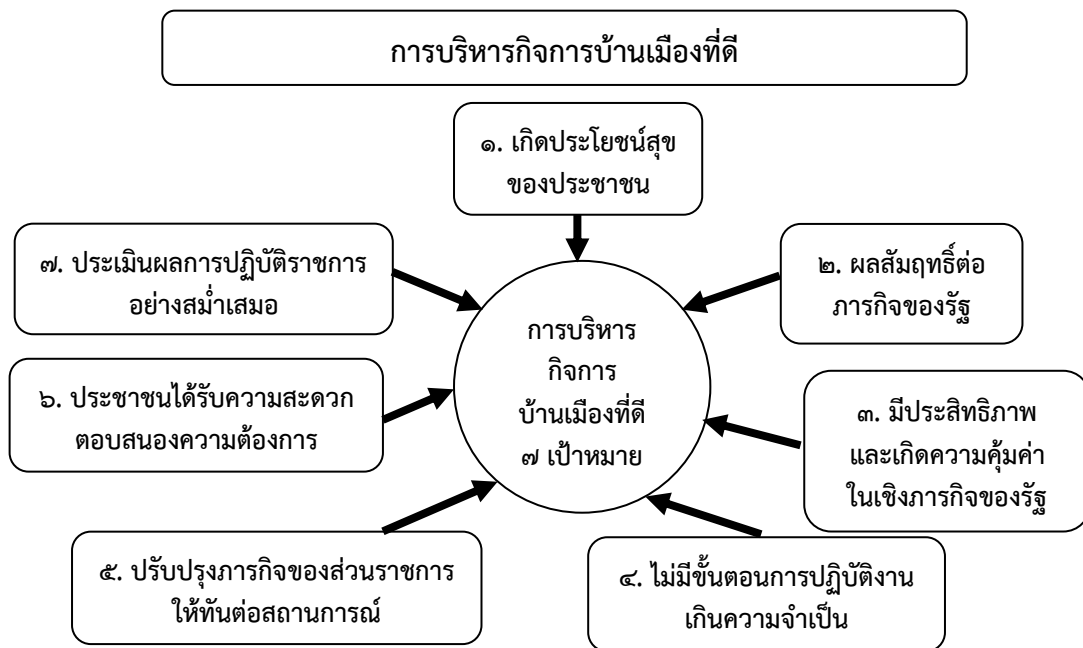 การบริหารกิจการบ้านเมืองที่ดี
๑. เกิดประโยชน์สุข
ของประชาชน
๗. ประเมินผลการปฏิบัติราชการ
อย่างสม่ำเสมอ
๒. ผลสัมฤทธิ์ต่อ
ภารกิจของรัฐ
การบริหาร
กิจการ
บ้านเมืองที่ดี
๗ เป้าหมาย
๖. ประชาชนได้รับความสะดวก
ตอบสนองความต้องการ
๓. มีประสิทธิภาพ
และเกิดความคุ้มค่า
ในเชิงภารกิจของรัฐ
๕. ปรับปรุงภารกิจของส่วนราชการ
ให้ทันต่อสถานการณ์
๔. ไม่มีขั้นตอนการปฏิบัติงาน
เกินความจำเป็น